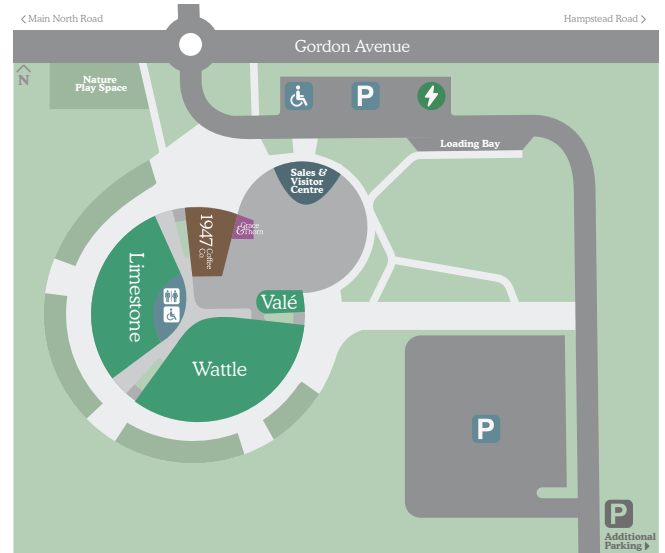 Main North Road
Hampstead Road
Gordon Avenue
N
Nature
Play Space
P
Loading Bay
Sales &
Visitor
Centre
1947
Coffee
Co
Grace
&Thorn
Limestone
Valé
Wattle
P
P
Additional
Parking